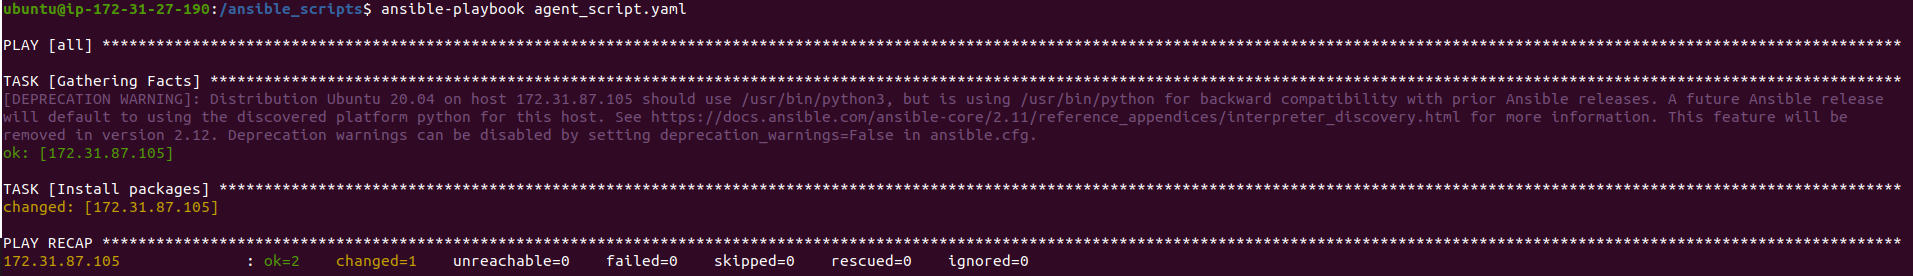 ubuntu@ip-172-31-27-190:/ansible_scripts$ ansible-playbook agent_script.yaml
PLAY [all] ********************************************************************************************************************************************************************************************************
TASK [Gathering Facts] ********************************************************************************************************************************************************************************************
[DEPRECATION WARNING]: Distribution Ubuntu 20.04 on host 172.31.87.105 should use /usr/bin/python3, but is using /usr/bin/python for backward compatibility with prior Ansible releases. A future Ansible release
will default to using the discovered platform python for this host. See https://docs.ansible.com/ansible-core/2.11/reference_appendices/interpreter_discovery.html for more information. This feature will be
removed in version 2.12. Deprecation warnings can be disabled by setting deprecation_warnings=False in ansible.cfg.
ok: [172.31.87.105]
TASK [Install packages] *******************************************************************************************************************************************************************************************
changed: [172.31.87.105]
PLAY RECAP ********************************************************************************************************************************************************************************************************
172.31.87.105              : ok=2    changed=1    unreachable=0    failed=0    skipped=0    rescued=0    ignored=0